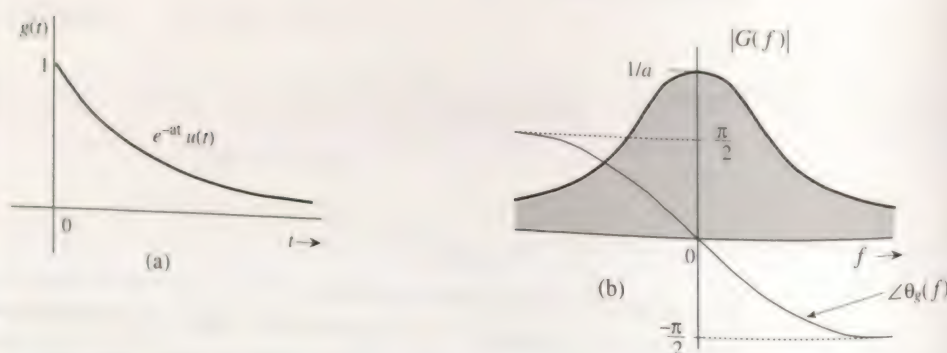 g(t)
1
e^{-at} u(t)
0
t→
(a)
|G(f)|
1/a
π/2
0
f →
(b)
∠θ_g(f)
-π/2